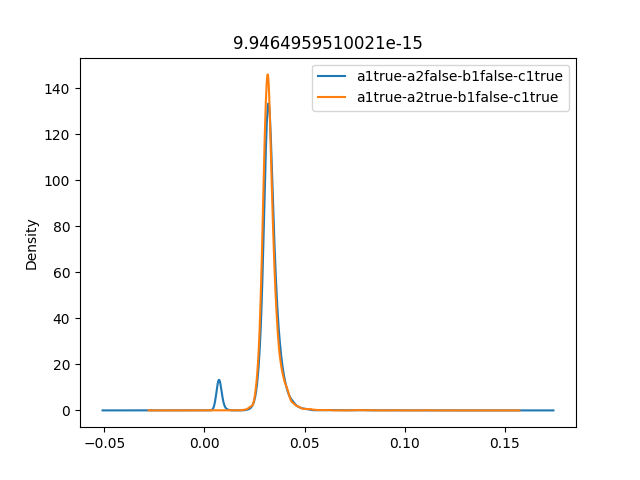 9.9464959510021e-15
a1true-a2false-b1false-c1true
a1true-a2true-b1false-c1true
Density
140
120
100
80
60
40
20
0
−0.05 0.00 0.05 0.10 0.15